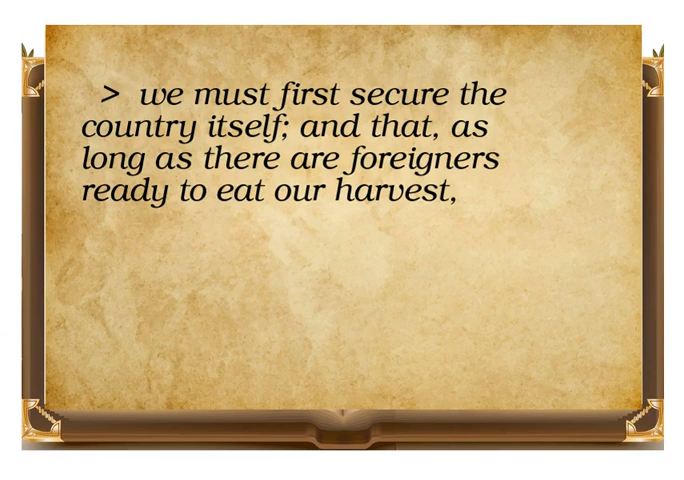 > we must first secure the
country itself; and that, as
long as there are foreigners
ready to eat our harvest,